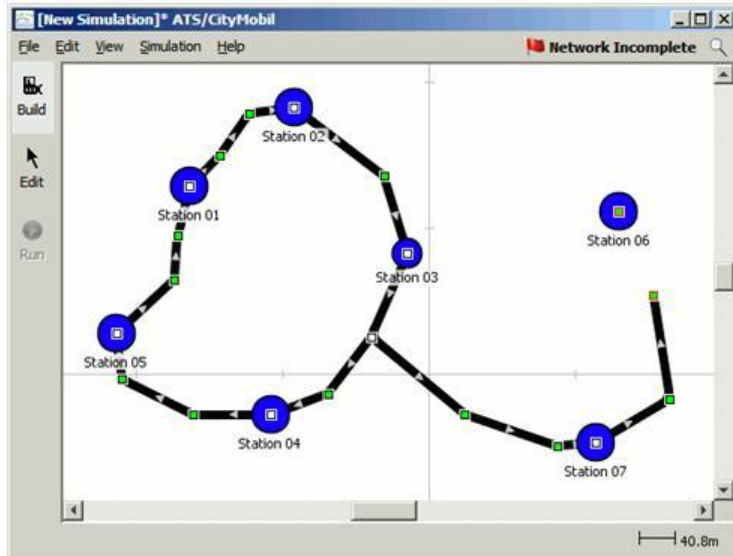 [New Simulation]* ATS/CityMobil
File Edit View Simulation Help
Network Incomplete
Build
Edit
Run
Station 02
Station 01
Station 06
Station 03
Station 05
Station 04
Station 07
40.8m